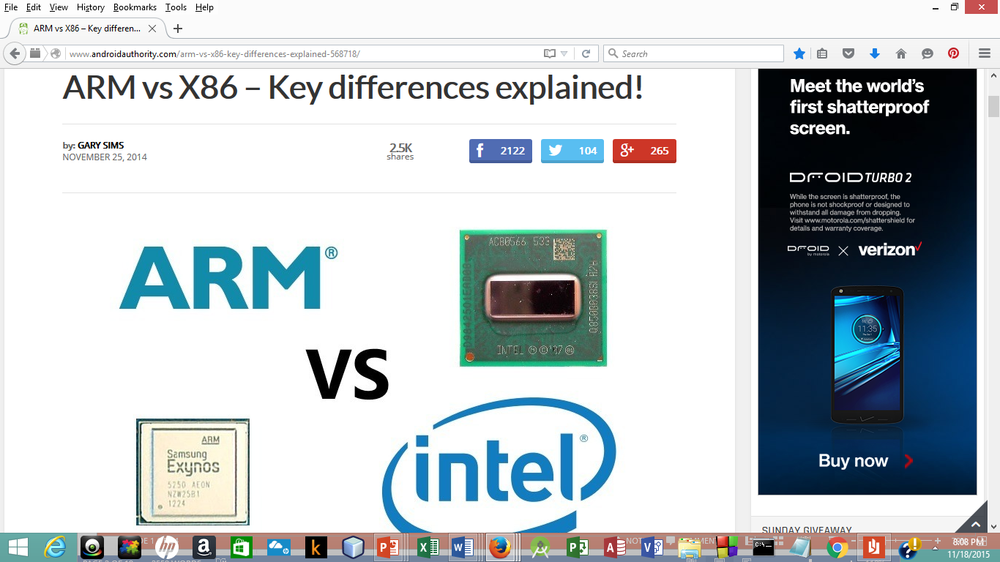 File Edit View History Bookmarks Tools Help
ARM vs X86 – Key differen...
www.androidauthority.com/arm-vs-x86-key-differences-explained-568718/
Search
ARM vs X86 – Key differences explained!
by: GARY SIMS
NOVEMBER 25, 2014
2.5K
shares
2122
104
265
ARM®
VS
AC80566 533
INTEL Ⓜ © '07
ARM
Samsung
Exynos
5250 AEON
NZW25B1
1224
intel®
Meet the world's
first shatterproof
screen.
DROID TURBO 2
While the screen is shatterproof, the
phone is not shockproof or designed to
withstand all damage from dropping.
Visit www.motorola.com/shattershield for
details and warranty coverage.
DROID
by motorola
X
verizon
11:35
Buy now
SUNDAY GIVEAWAY
8:08 PM
11/18/2015